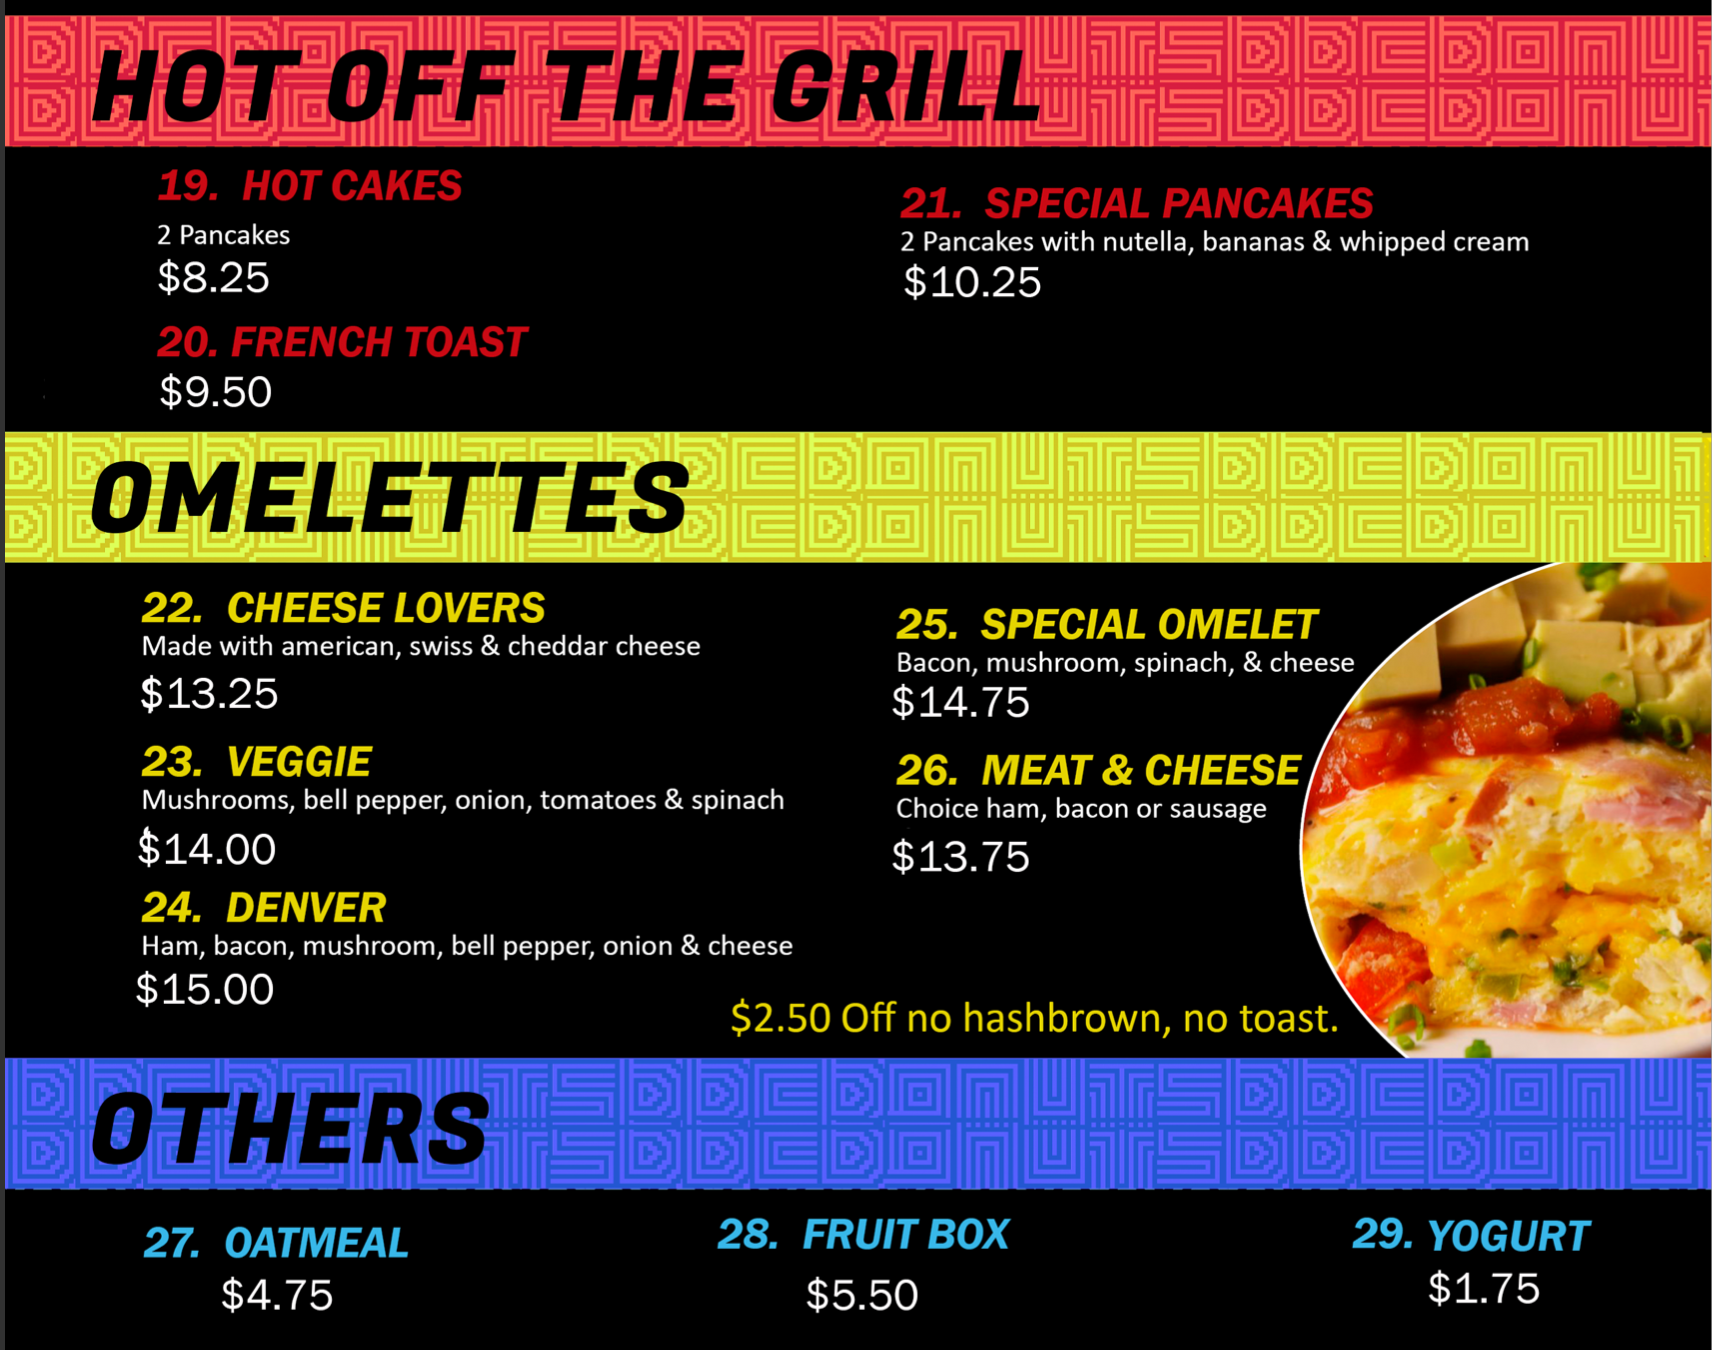 HOT OFF THE GRILL
19. HOT CAKES
2 Pancakes
$8.25
20. FRENCH TOAST
$9.50
21. SPECIAL PANCAKES
2 Pancakes with nutella, bananas & whipped cream
$10.25
OMELETTES
22. CHEESE LOVERS
Made with american, swiss & cheddar cheese
$13.25
23. VEGGIE
Mushrooms, bell pepper, onion, tomatoes & spinach
$14.00
24. DENVER
Ham, bacon, mushroom, bell pepper, onion & cheese
$15.00
25. SPECIAL OMELET
Bacon, mushroom, spinach, & cheese
$14.75
26. MEAT & CHEESE
Choice ham, bacon or sausage
$13.75
$2.50 Off no hashbrown, no toast.
OTHERS
27. OATMEAL
$4.75
28. FRUIT BOX
$5.50
29. YOGURT
$1.75